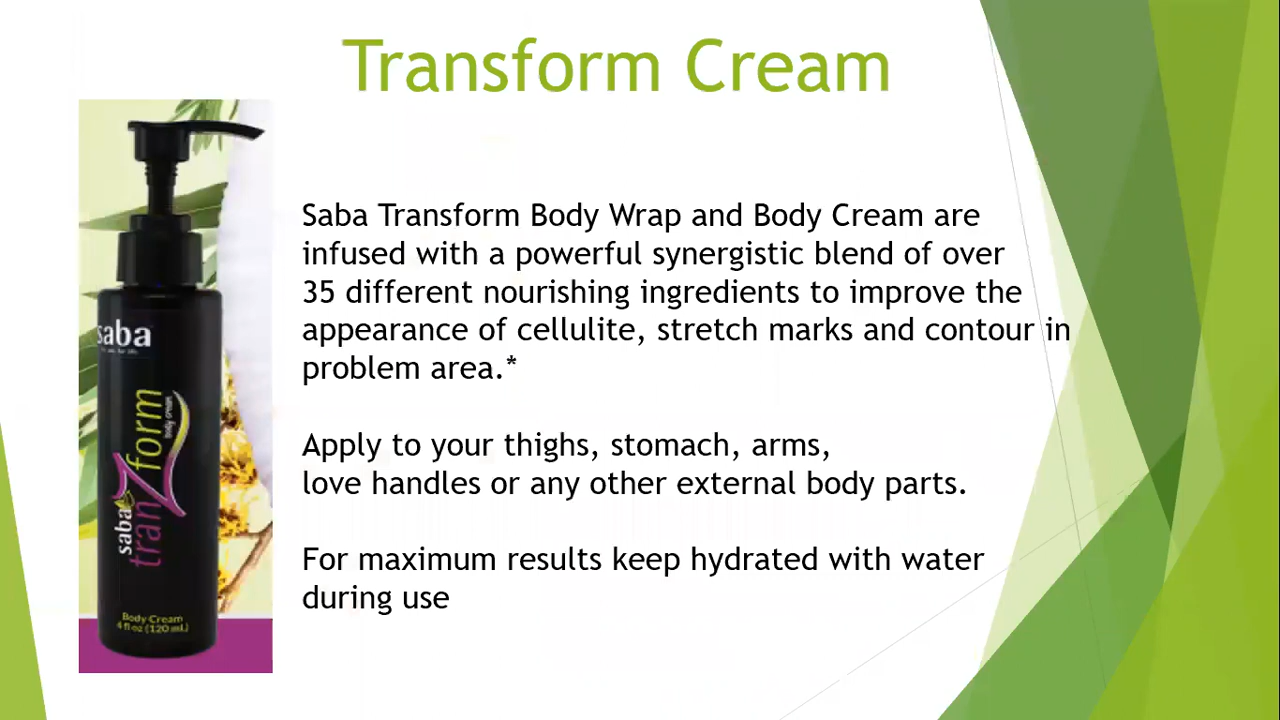 Transform Cream
Saba Transform Body Wrap and Body Cream are
infused with a powerful synergistic blend of over
35 different nourishing ingredients to improve the
appearance of cellulite, stretch marks and contour in
problem area.*
Apply to your thighs, stomach, arms,
love handles or any other external body parts.
For maximum results keep hydrated with water
during use
saba
saba
tranZform
body cream
Body Cream
4 fl oz (120 mL)